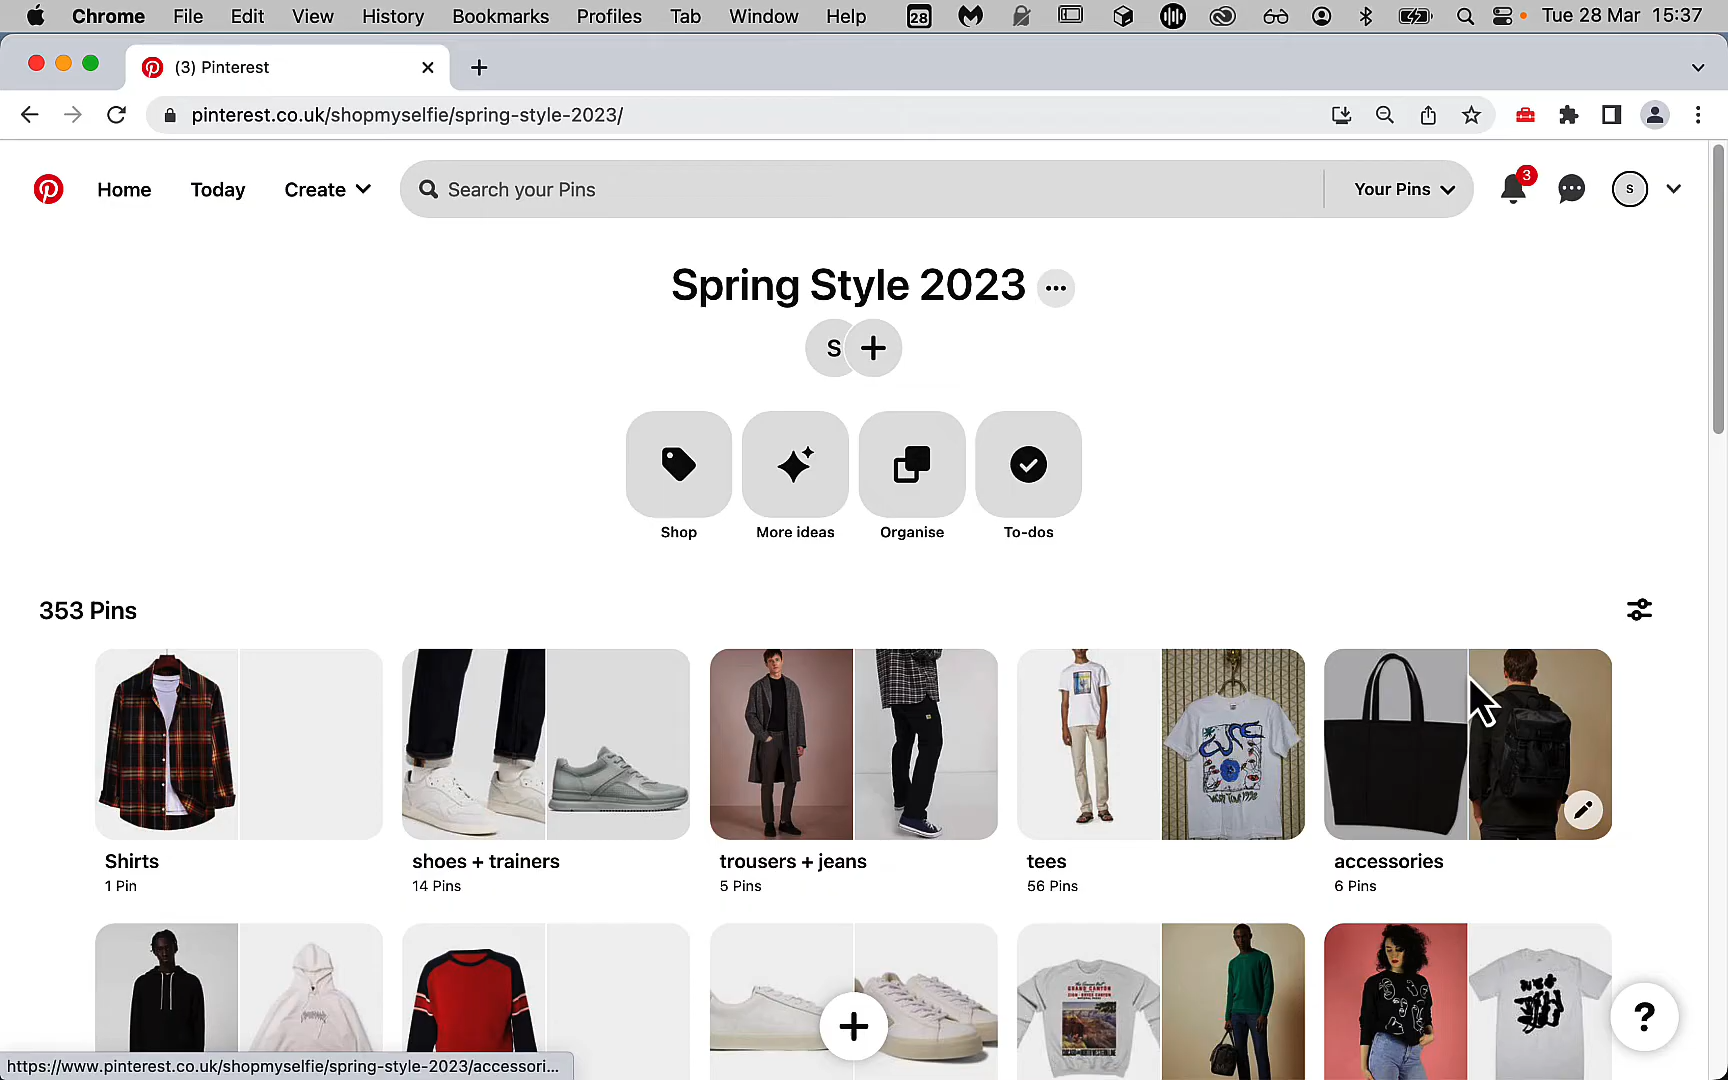 Chrome File Edit View History Bookmarks Profiles Tab Window Help 28 Tue 28 Mar 15:37
(3) Pinterest
pinterest.co.uk/shopmyselfie/spring-style-2023/
Home Today Create Search your Pins Your Pins 3 s
Spring Style 2023
S
Shop More ideas Organise To-dos
353 Pins
CURE
Shirts shoes + trainers trousers + jeans tees accessories
1 Pin 14 Pins 5 Pins 56 Pins 6 Pins
GRAND CANYON
?
https://www.pinterest.co.uk/shopmyselfie/spring-style-2023/accessori...